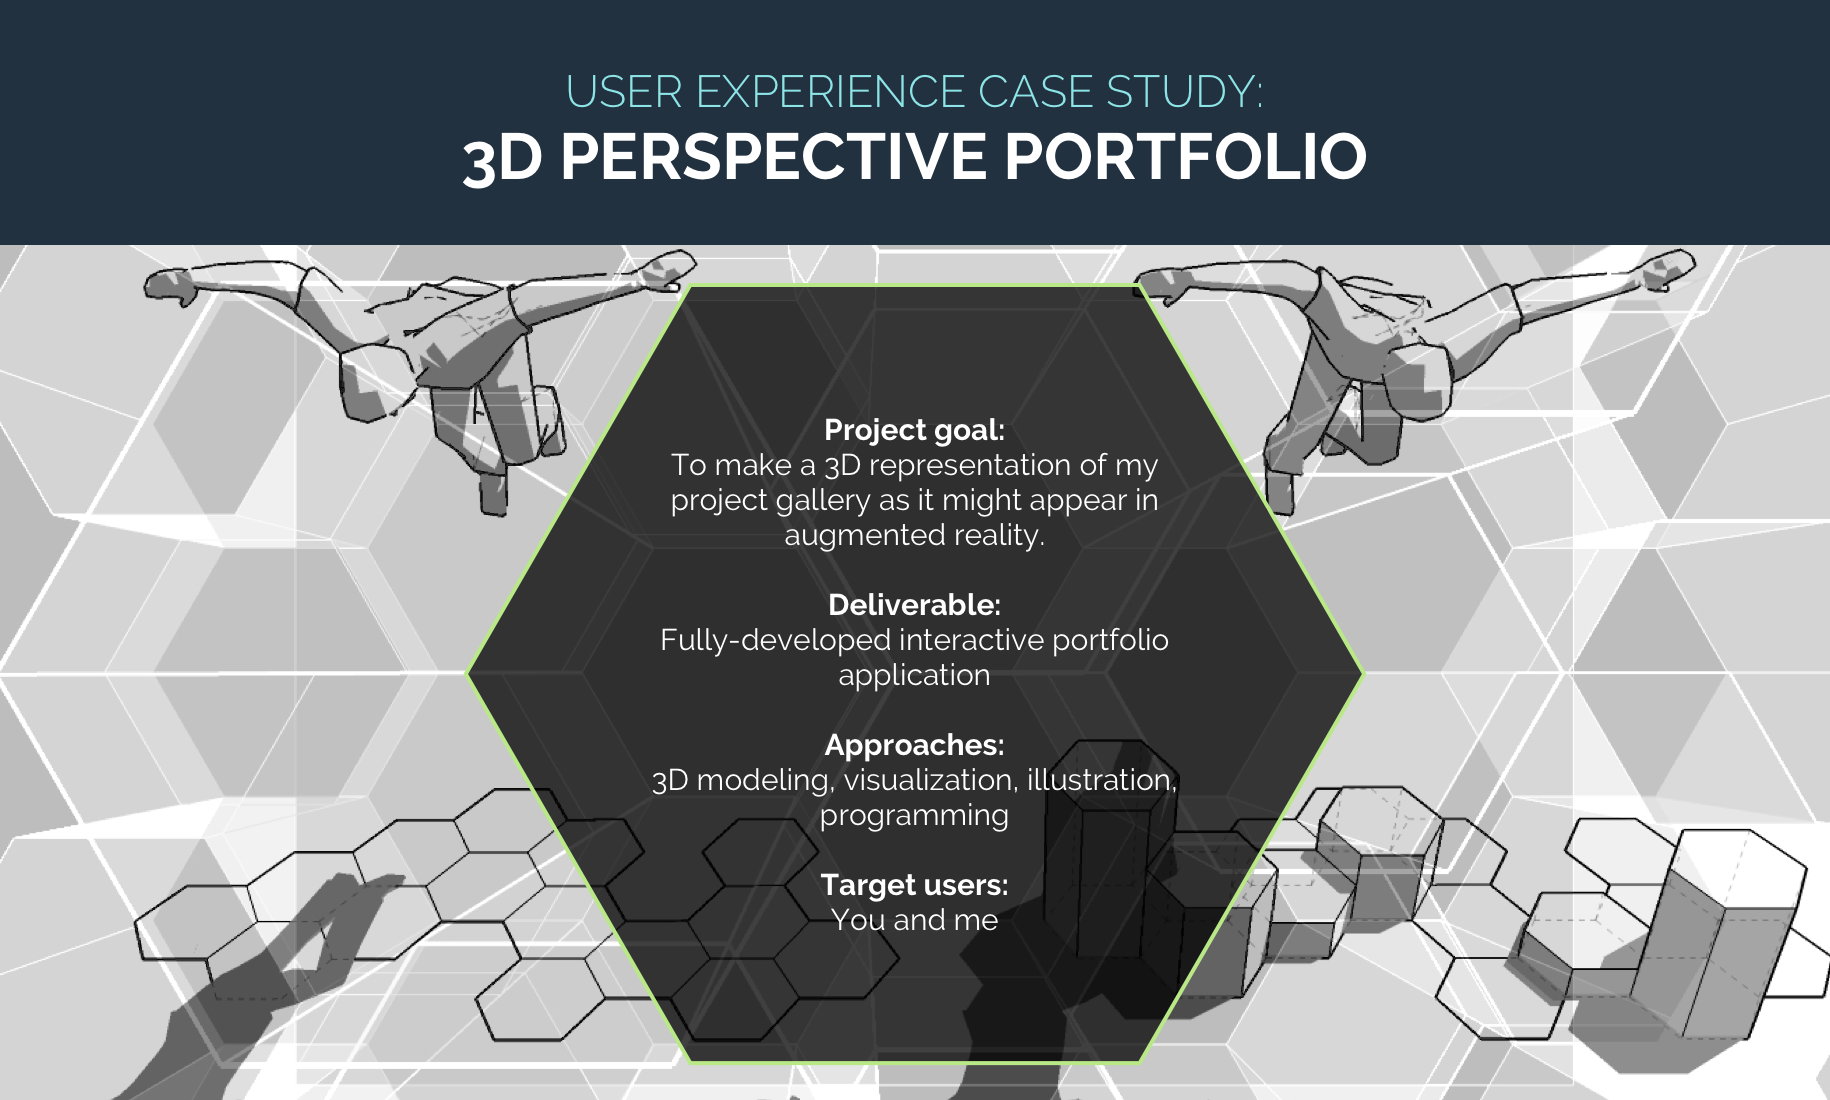 USER EXPERIENCE CASE STUDY:
3D PERSPECTIVE PORTFOLIO
Project goal:
To make a 3D representation of my
project gallery as it might appear in
augmented reality.
Deliverable:
Fully-developed interactive portfolio
application
Approaches:
3D modeling, visualization, illustration,
programming
Target users:
You and me